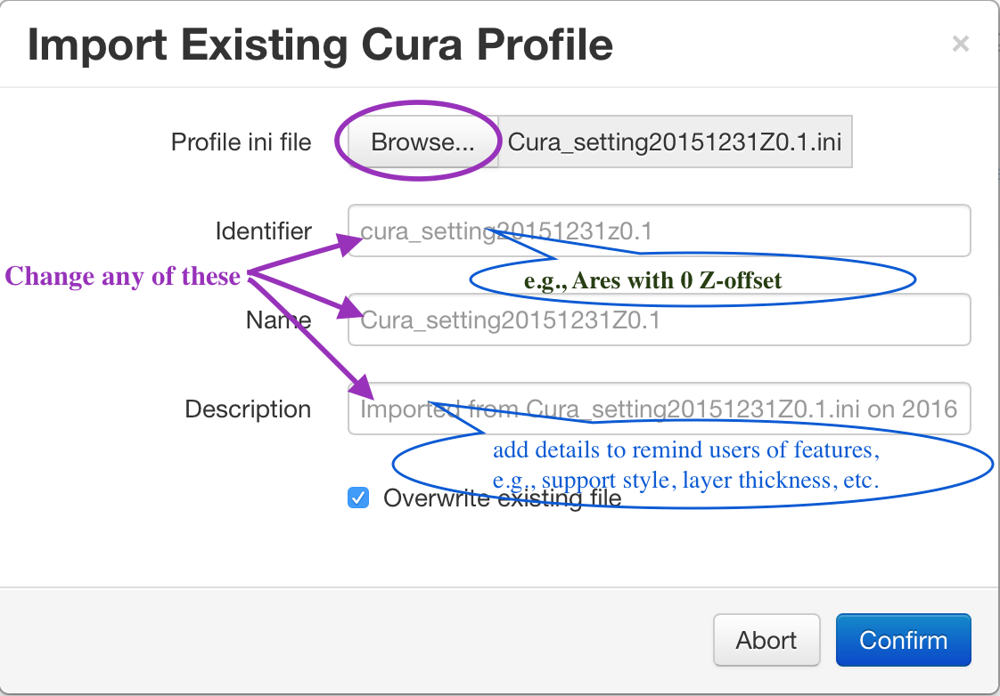 Import Existing Cura Profile ×
Profile ini file Browse... Cura_setting20151231Z0.1.ini
Identifier cura_setting20151231z0.1
Change any of these
e.g., Ares with 0 Z-offset
Name Cura_setting20151231Z0.1
Description Imported from Cura_setting20151231Z0.1.ini on 2016
add details to remind users of features,
e.g., support style, layer thickness, etc.
Overwrite existing file
Abort Confirm